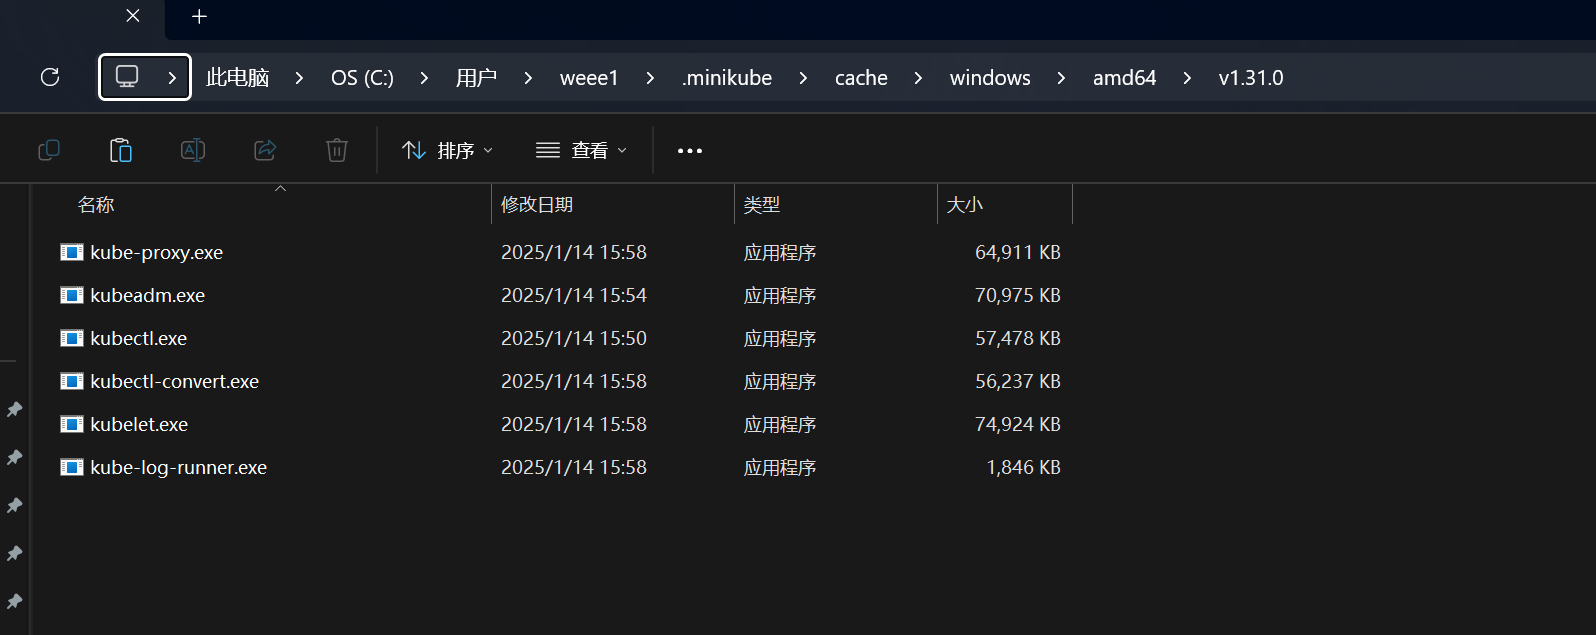 此电脑 > OS (C:) > 用户 > weee1 > .minikube > cache > windows > amd64 > v1.31.0
排序 查看
名称 修改日期 类型 大小
kube-proxy.exe 2025/1/14 15:58 应用程序 64,911 KB
kubeadm.exe 2025/1/14 15:54 应用程序 70,975 KB
kubectl.exe 2025/1/14 15:50 应用程序 57,478 KB
kubectl-convert.exe 2025/1/14 15:58 应用程序 56,237 KB
kubelet.exe 2025/1/14 15:58 应用程序 74,924 KB
kube-log-runner.exe 2025/1/14 15:58 应用程序 1,846 KB